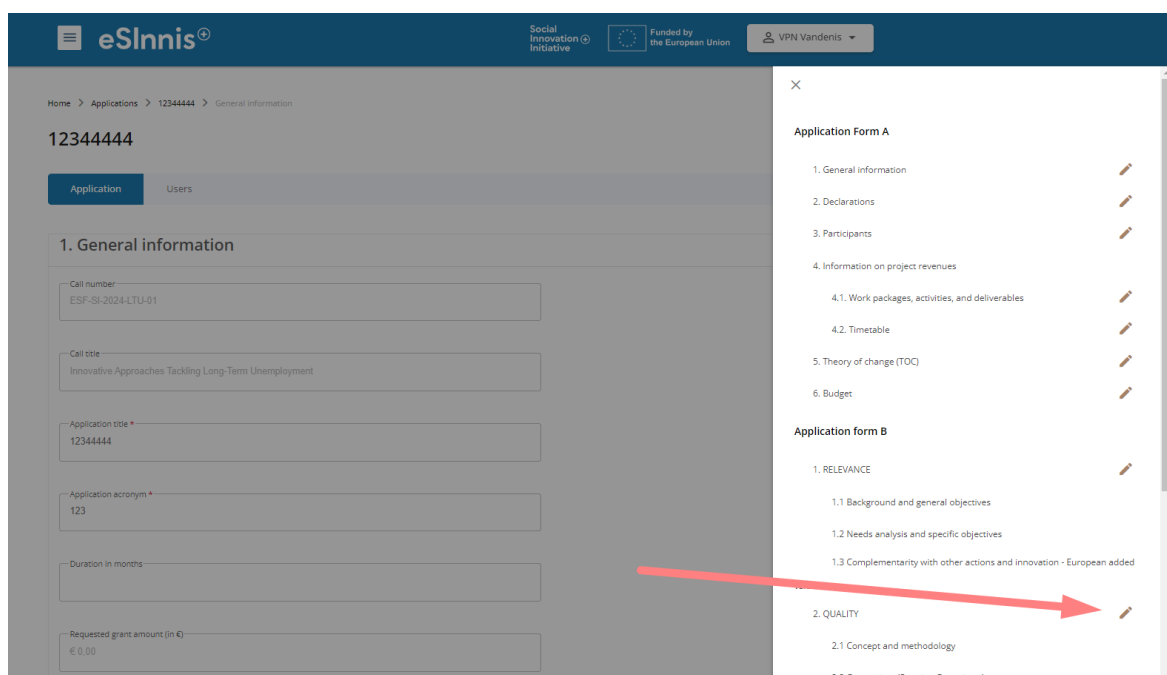 eSInnis
Social
Innovation
Initiative
Funded by
the European Union
VPN Vandenis
Home > Applications > 12344444 > General information
12344444
Application
Users
1. General information
Call number
ESF-SI-2024-LTU-01
Call title
Innovative Approaches Tackling Long-Term Unemployment
Application title *
12344444
Application acronym *
123
Duration in months
Requested grant amount (in €)
€ 0,00
Application Form A
1. General information
2. Declarations
3. Participants
4. Information on project revenues
4.1. Work packages, activities, and deliverables
4.2. Timetable
5. Theory of change (TOC)
6. Budget
Application form B
1. RELEVANCE
1.1 Background and general objectives
1.2 Needs analysis and specific objectives
1.3 Complementarity with other actions and innovation - European added
2. QUALITY
2.1 Concept and methodology